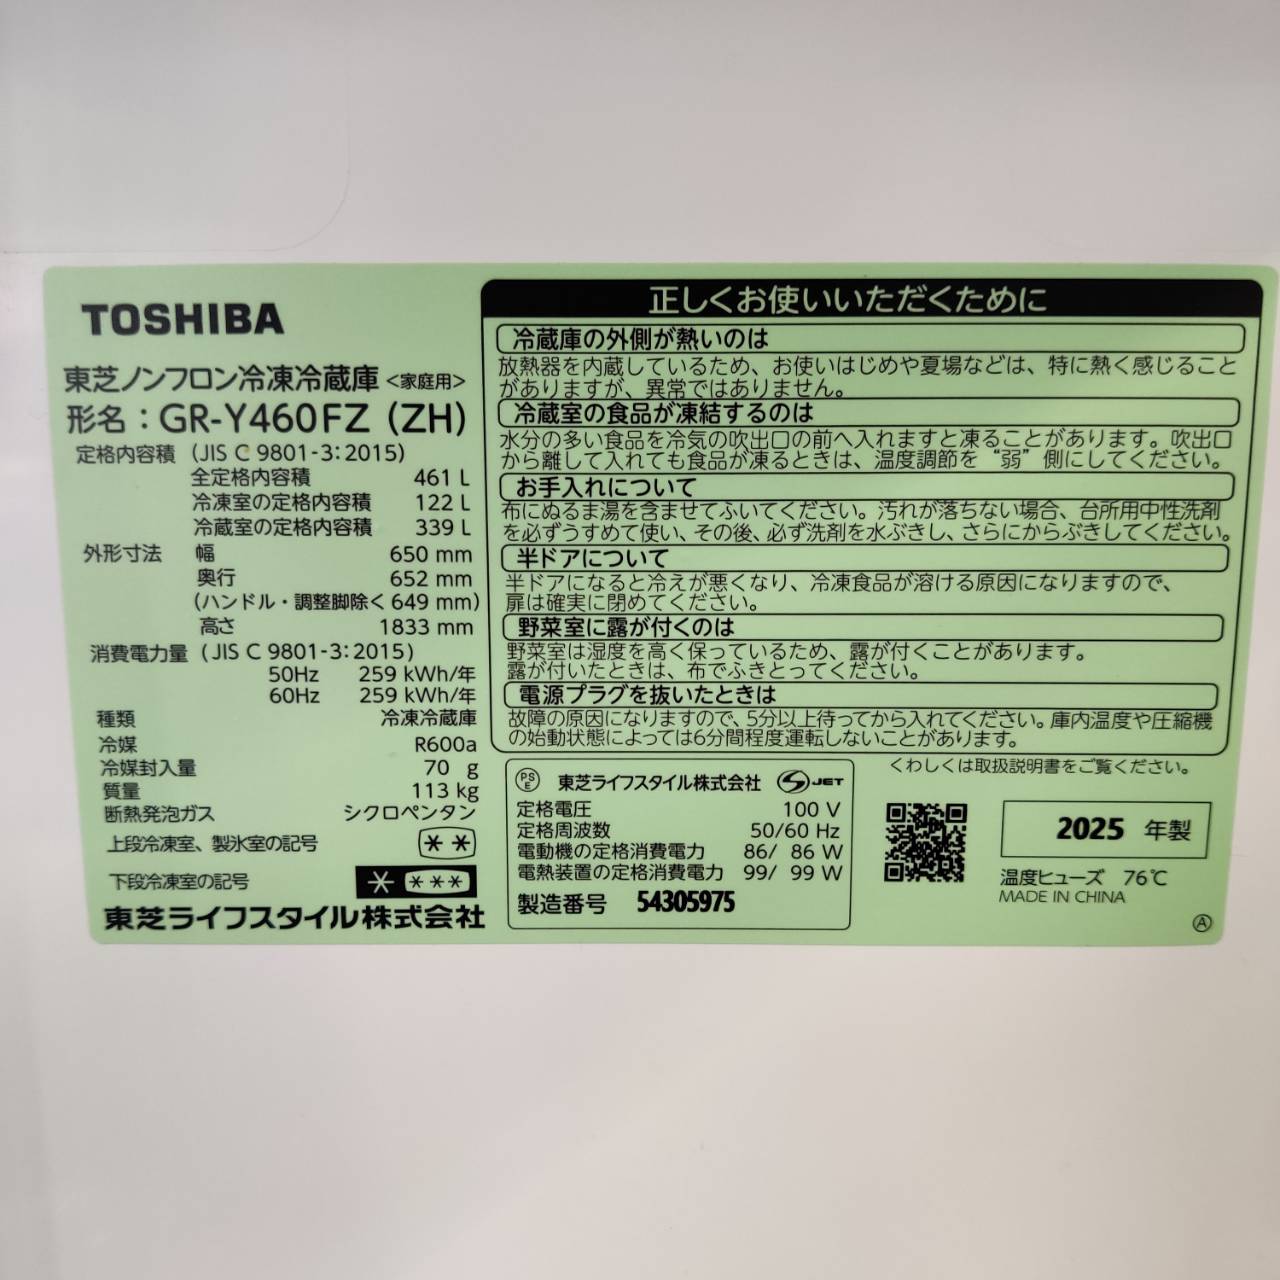 TOSHIBA
東芝ノンフロン冷凍冷蔵庫 <家庭用>
形名：GR-Y460FZ (ZH)
定格内容積 (JIS C 9801-3：2015)
全定格内容積 461 L
冷凍室の定格内容積 122 L
冷蔵室の定格内容積 339 L
外形寸法 幅 650 mm
奥行 652 mm
(ハンドル・調整脚除く 649 mm)
高さ 1833 mm
消費電力量 (JIS C 9801-3：2015)
50Hz 259 kWh/年
60Hz 259 kWh/年
種類 冷凍冷蔵庫
冷媒 R600a
冷媒封入量 70 g
質量 113 kg
断熱発泡ガス シクロペンタン
上段冷凍室、製氷室の記号
下段冷凍室の記号
東芝ライフスタイル株式会社
正しくお使いいただくために
冷蔵庫の外側が熱いのは
放熱器を内蔵しているため、お使いはじめや夏場などは、特に熱く感じること
がありますが、異常ではありません。
冷蔵室の食品が凍結するのは
水分の多い食品を冷気の吹出口の前へ入れますと凍ることがあります。吹出口
から離して入れても食品が凍るときは、温度調節を“弱”側にしてください。
お手入れについて
布にぬるま湯を含ませてふいてください。汚れが落ちない場合、台所用中性洗剤
を必ずうすめて使い、その後、必ず洗剤を水ぶきし、さらにからぶきしてください。
半ドアについて
半ドアになると冷えが悪くなり、冷凍食品が溶ける原因になりますので、
扉は確実に閉めてください。
野菜室に露が付くのは
野菜室は湿度を高く保っているため、露が付くことがあります。
露が付いたときは、布でふきとってください。
電源プラグを抜いたときは
故障の原因になりますので、5分以上待ってから入れてください。庫内温度や圧縮機
の始動状態によっては6分間程度運転しないことがあります。
くわしくは取扱説明書をご覧ください。
PSE 東芝ライフスタイル株式会社 JET
定格電圧 100 V
定格周波数 50/60 Hz
電動機の定格消費電力 86/ 86 W
電熱装置の定格消費電力 99/ 99 W
製造番号 54305975
2025 年製
温度ヒューズ 76℃
MADE IN CHINA
Ⓐ